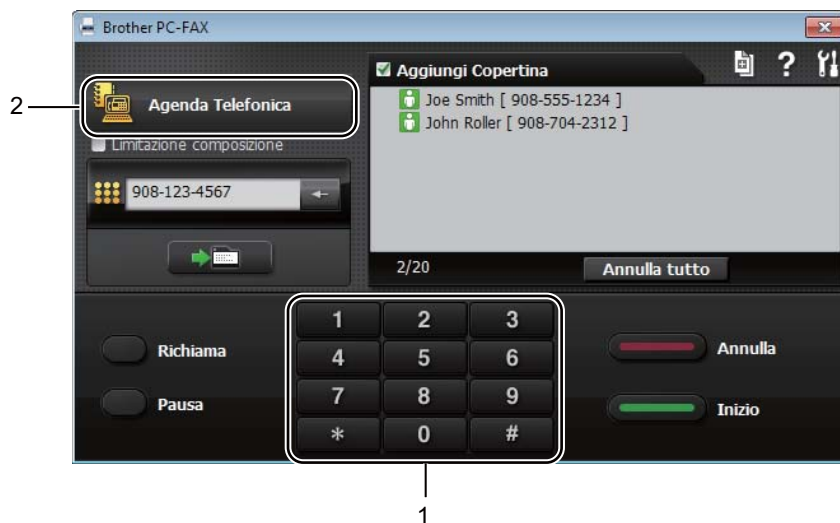 Brother PC-FAX
2
Agenda Telefonica
Limitazione composizione
908-123-4567
Aggiungi Copertina
?
Joe Smith [ 908-555-1234 ]
John Roller [ 908-704-2312 ]
2/20
Annulla tutto
Richiama
Pausa
1 2 3
4 5 6
7 8 9
* 0 #
Annulla
Inizio
1